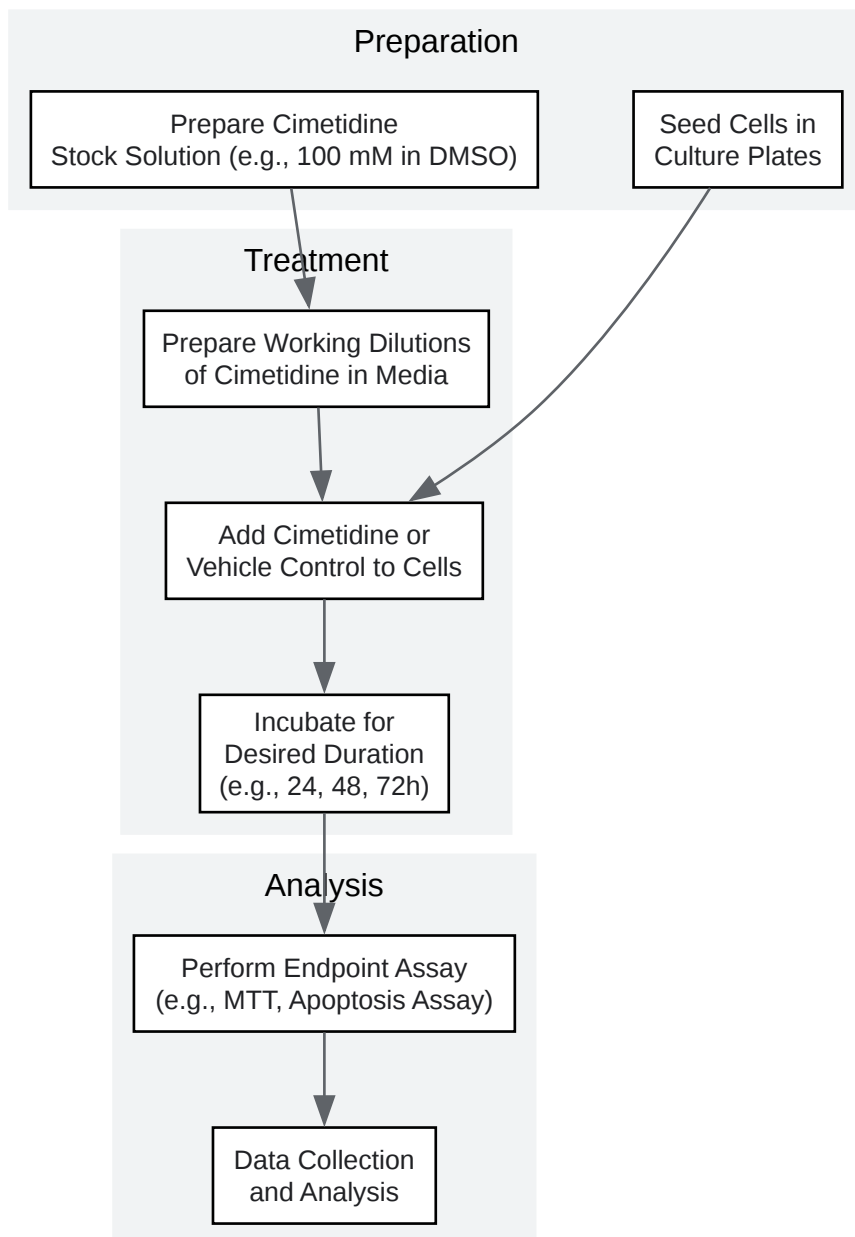 Preparation
Prepare Cimetidine
Stock Solution (e.g., 100 mM in DMSO)
Seed Cells in
Culture Plates
Treatment
Prepare Working Dilutions
of Cimetidine in Media
Add Cimetidine or
Vehicle Control to Cells
Incubate for
Desired Duration
(e.g., 24, 48, 72h)
Analysis
Perform Endpoint Assay
(e.g., MTT, Apoptosis Assay)
Data Collection
and Analysis